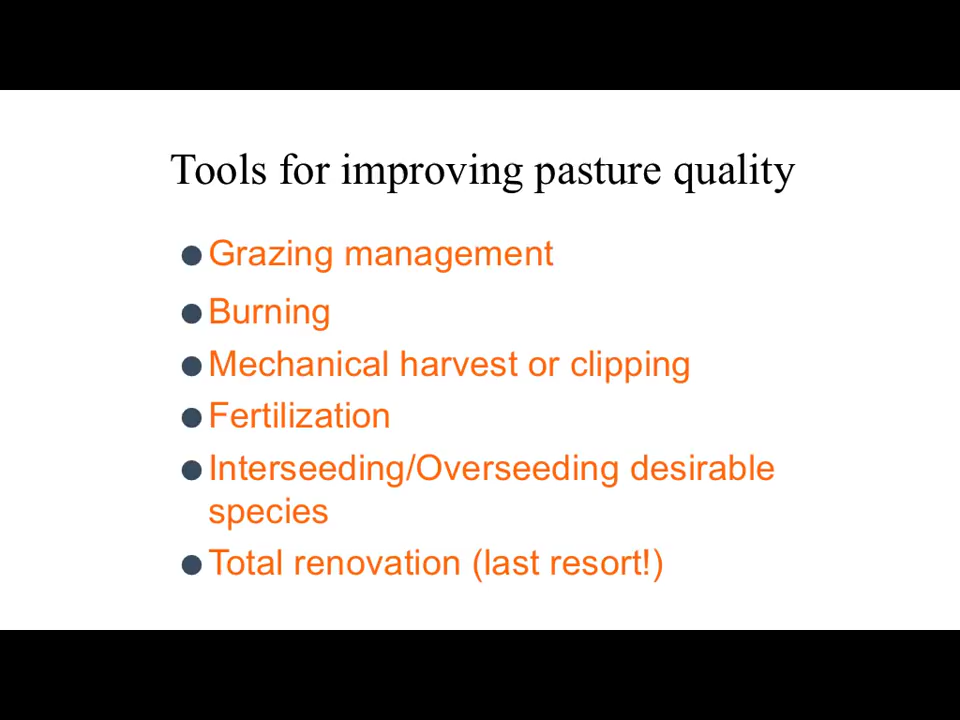 Tools for improving pasture quality
● Grazing management
● Burning
● Mechanical harvest or clipping
● Fertilization
● Interseeding/Overseeding desirable
species
● Total renovation (last resort!)